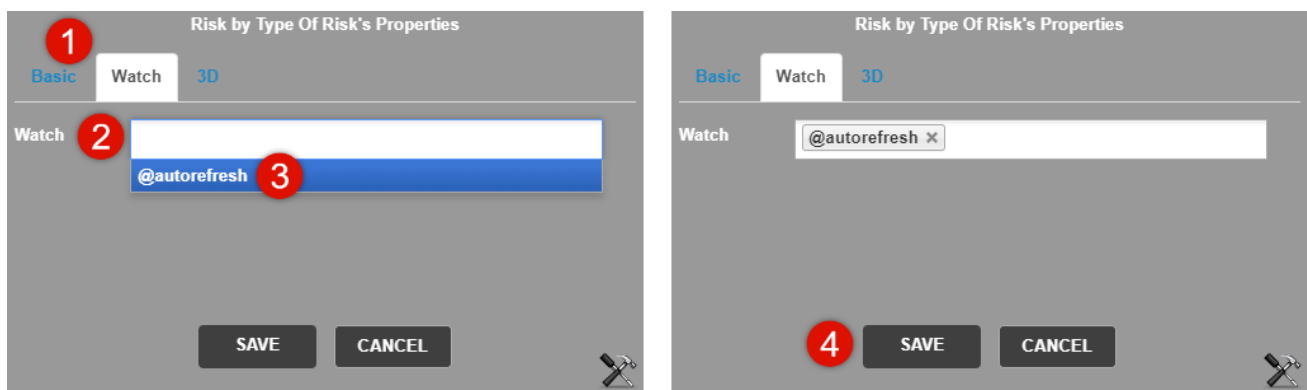 Risk by Type Of Risk's Properties
1
Basic Watch 3D
Watch 2
@autorefresh 3
SAVE CANCEL
Risk by Type Of Risk's Properties
Basic Watch 3D
Watch @autorefresh ×
4 SAVE CANCEL